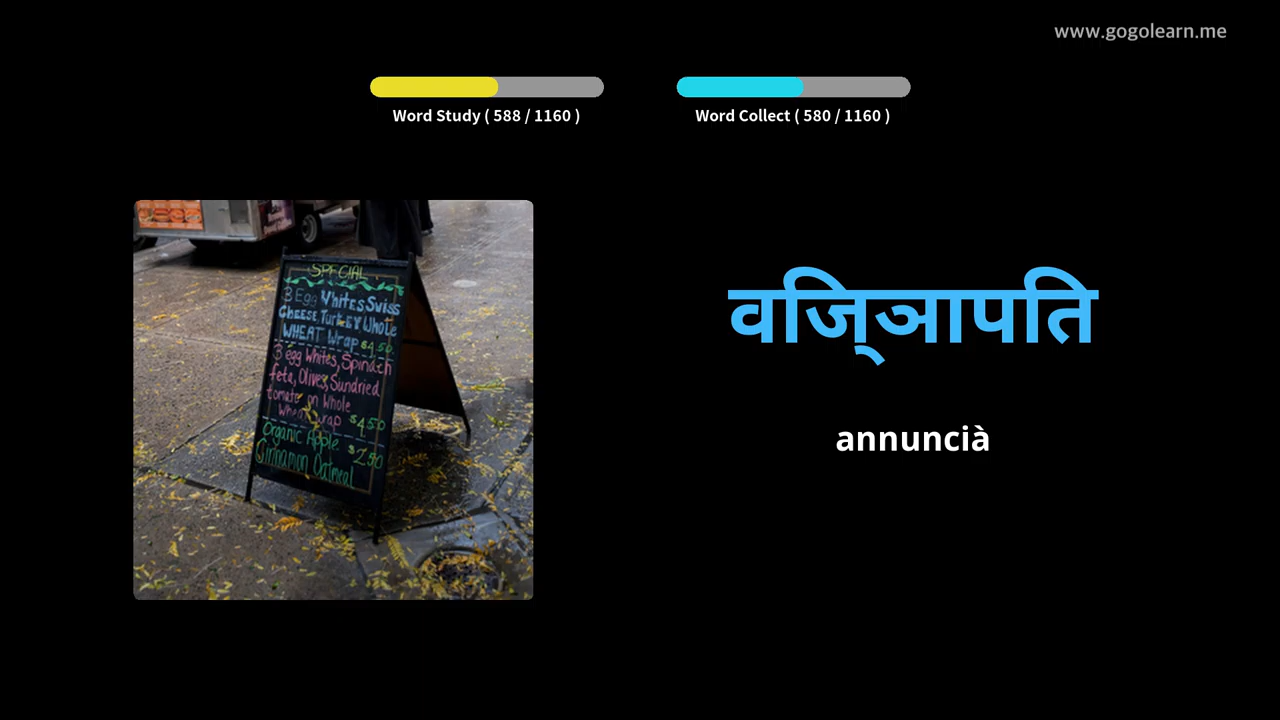 www.gogolearn.me
Word Study ( 588 / 1160 )
Word Collect ( 580 / 1160 )
SPECIAL
3 Egg Whites, Swiss
Cheese, Turkey Whole
WHEAT Wrap $4.50
3 egg Whites, Spinach
feta, Olives, Sundried
tomato on Whole
Wheat Wrap $4.50
Organic Apple
Cinnamon Oatmeal
वजि्ञापति
annuncià